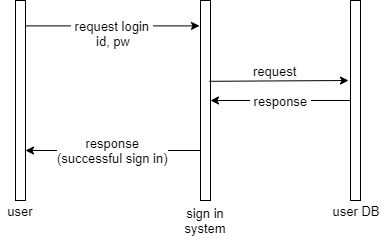 request login
id, pw
request
response
response
(successful sign in)
user
sign in
system
user DB